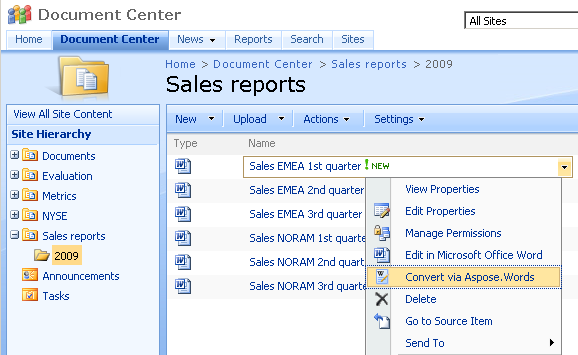 Document Center
All Sites
Home Document Center News Reports Search Sites
Home > Document Center > Sales reports > 2009
Sales reports
View All Site Content
Site Hierarchy
Documents
Evaluation
Metrics
NYSE
Sales reports
2009
Announcements
Tasks
New Upload Actions Settings
Type Name
Sales EMEA 1st quarter ! NEW
Sales EMEA 2nd quarter
Sales EMEA 3rd quarter
Sales NORAM 1st quarter
Sales NORAM 2nd quarter
Sales NORAM 3rd quarter
View Properties
Edit Properties
Manage Permissions
Edit in Microsoft Office Word
Convert via Aspose.Words
Delete
Go to Source Item
Send To